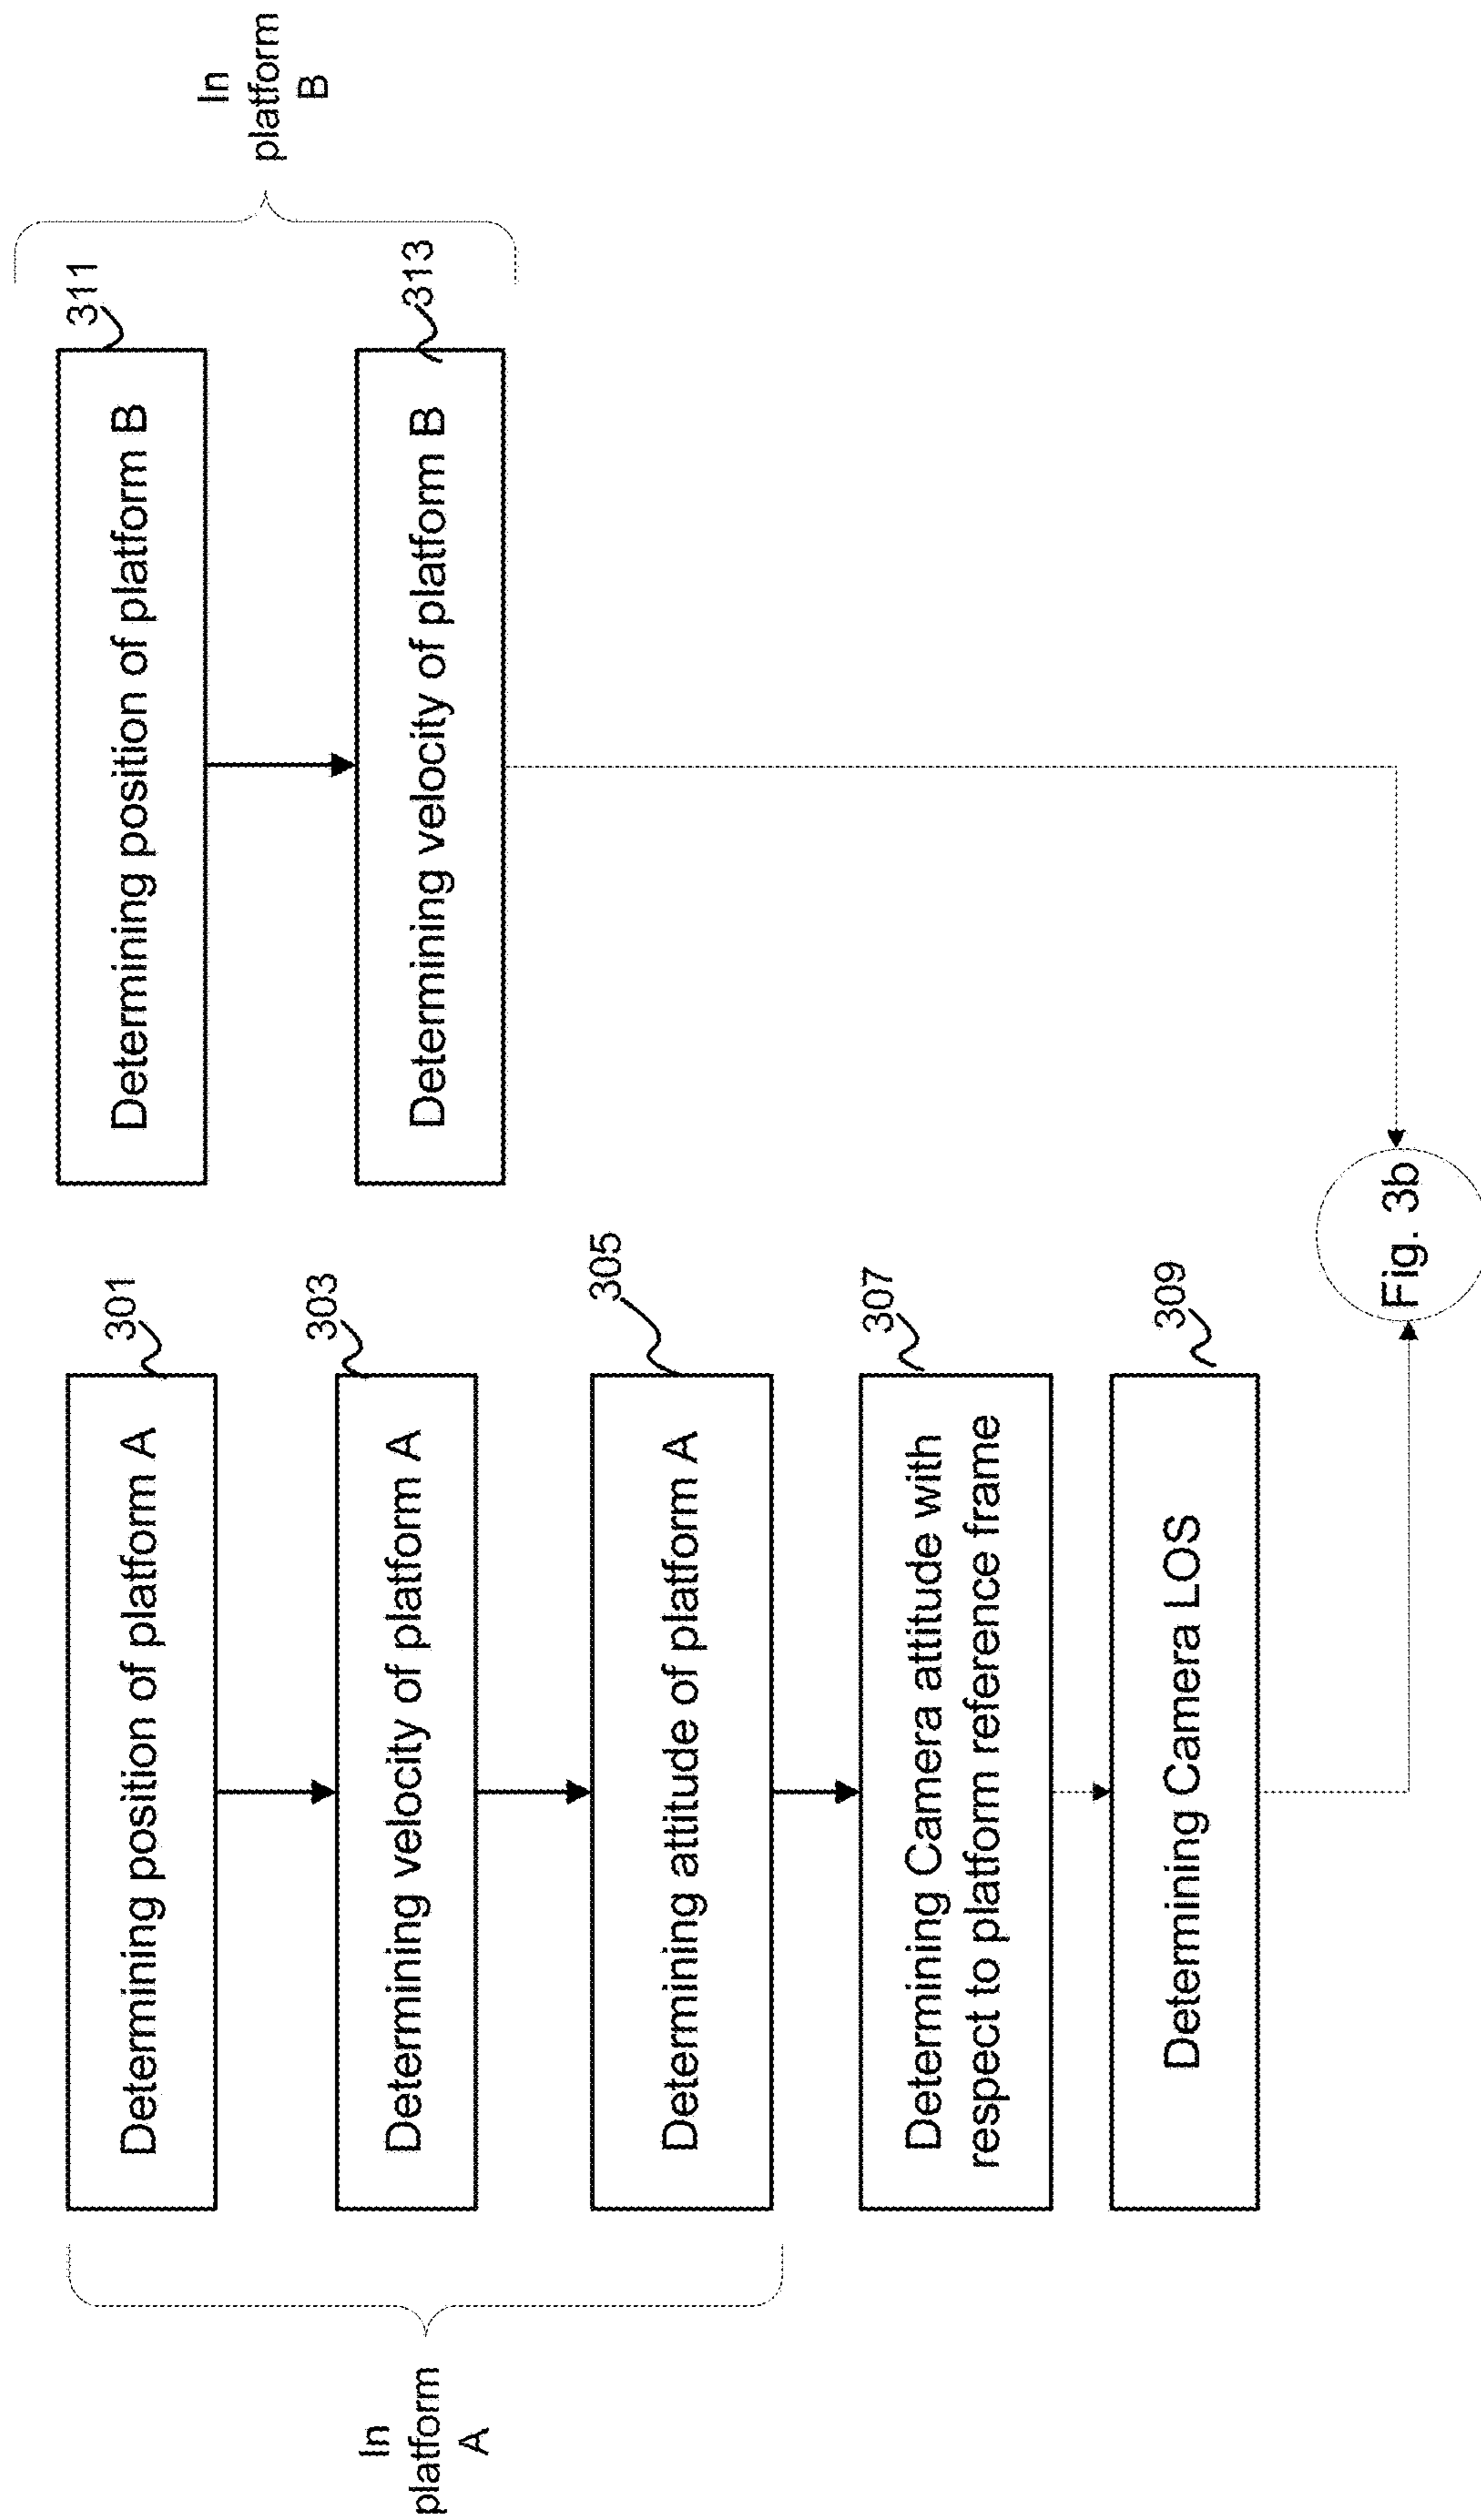 In
platform
A
301
Determining position of platform A
303
Determining velocity of platform A
305
Determining attitude of platform A
307
Determining Camera attitude with
respect to platform reference frame
309
Determining Camera LOS
In
platform
B
311
Determining position of platform B
313
Determining velocity of platform B
Fig. 3b